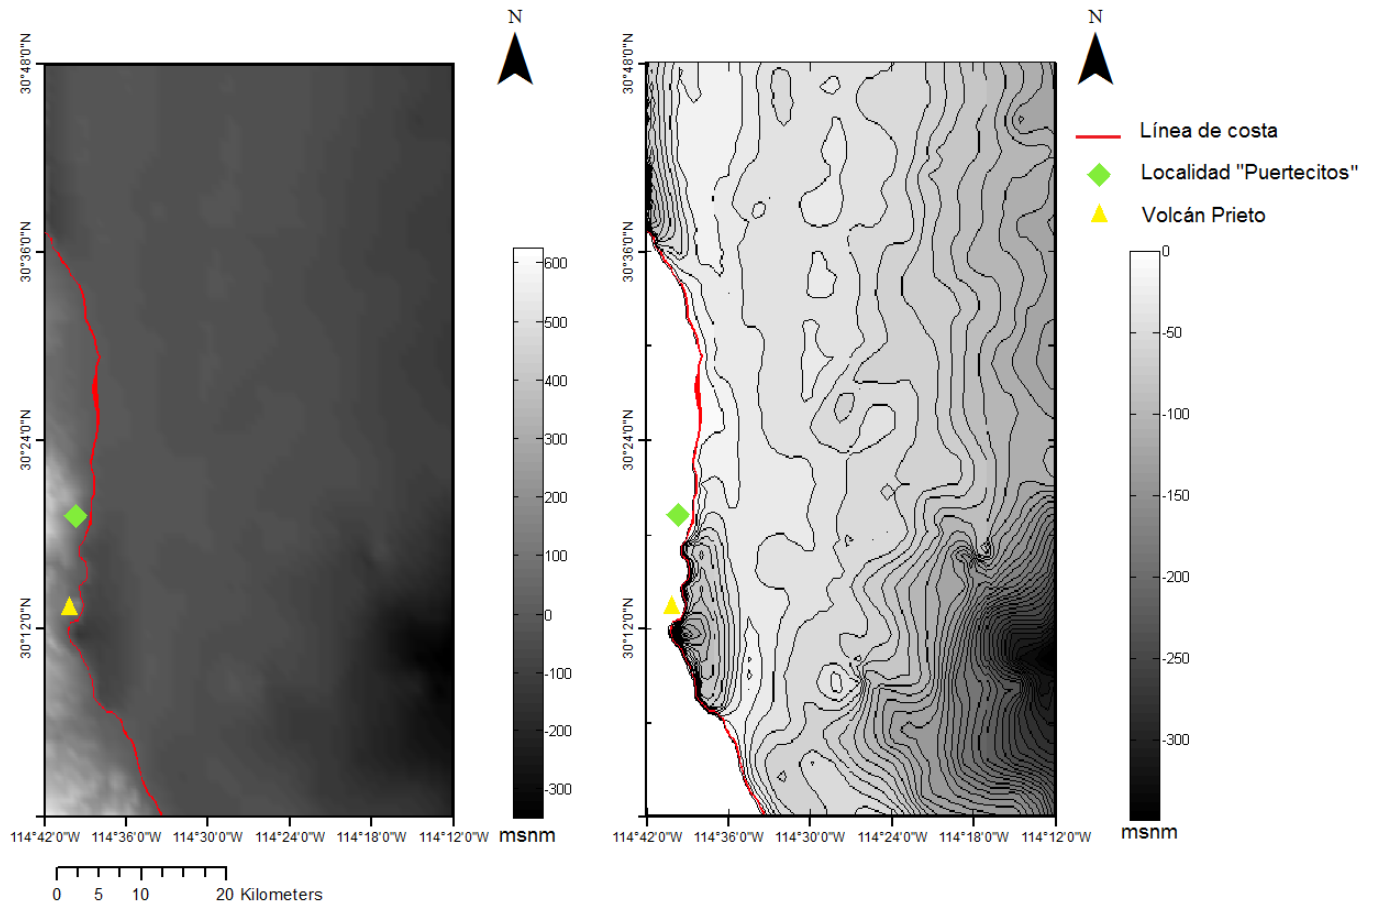 N
30°48'0"N
30°36'0"N
30°24'0"N
30°12'0"N
600
500
400
300
200
100
0
-100
-200
-300
msnm
114°42'0"W 114°36'0"W 114°30'0"W 114°24'0"W 114°18'0"W 114°12'0"W
0 5 10 20 Kilometers
N
30°48'0"N
30°36'0"N
30°24'0"N
30°12'0"N
Línea de costa
Localidad "Puertecitos"
Volcán Prieto
0
-50
-100
-150
-200
-250
-300
msnm
114°42'0"W 114°36'0"W 114°30'0"W 114°24'0"W 114°18'0"W 114°12'0"W